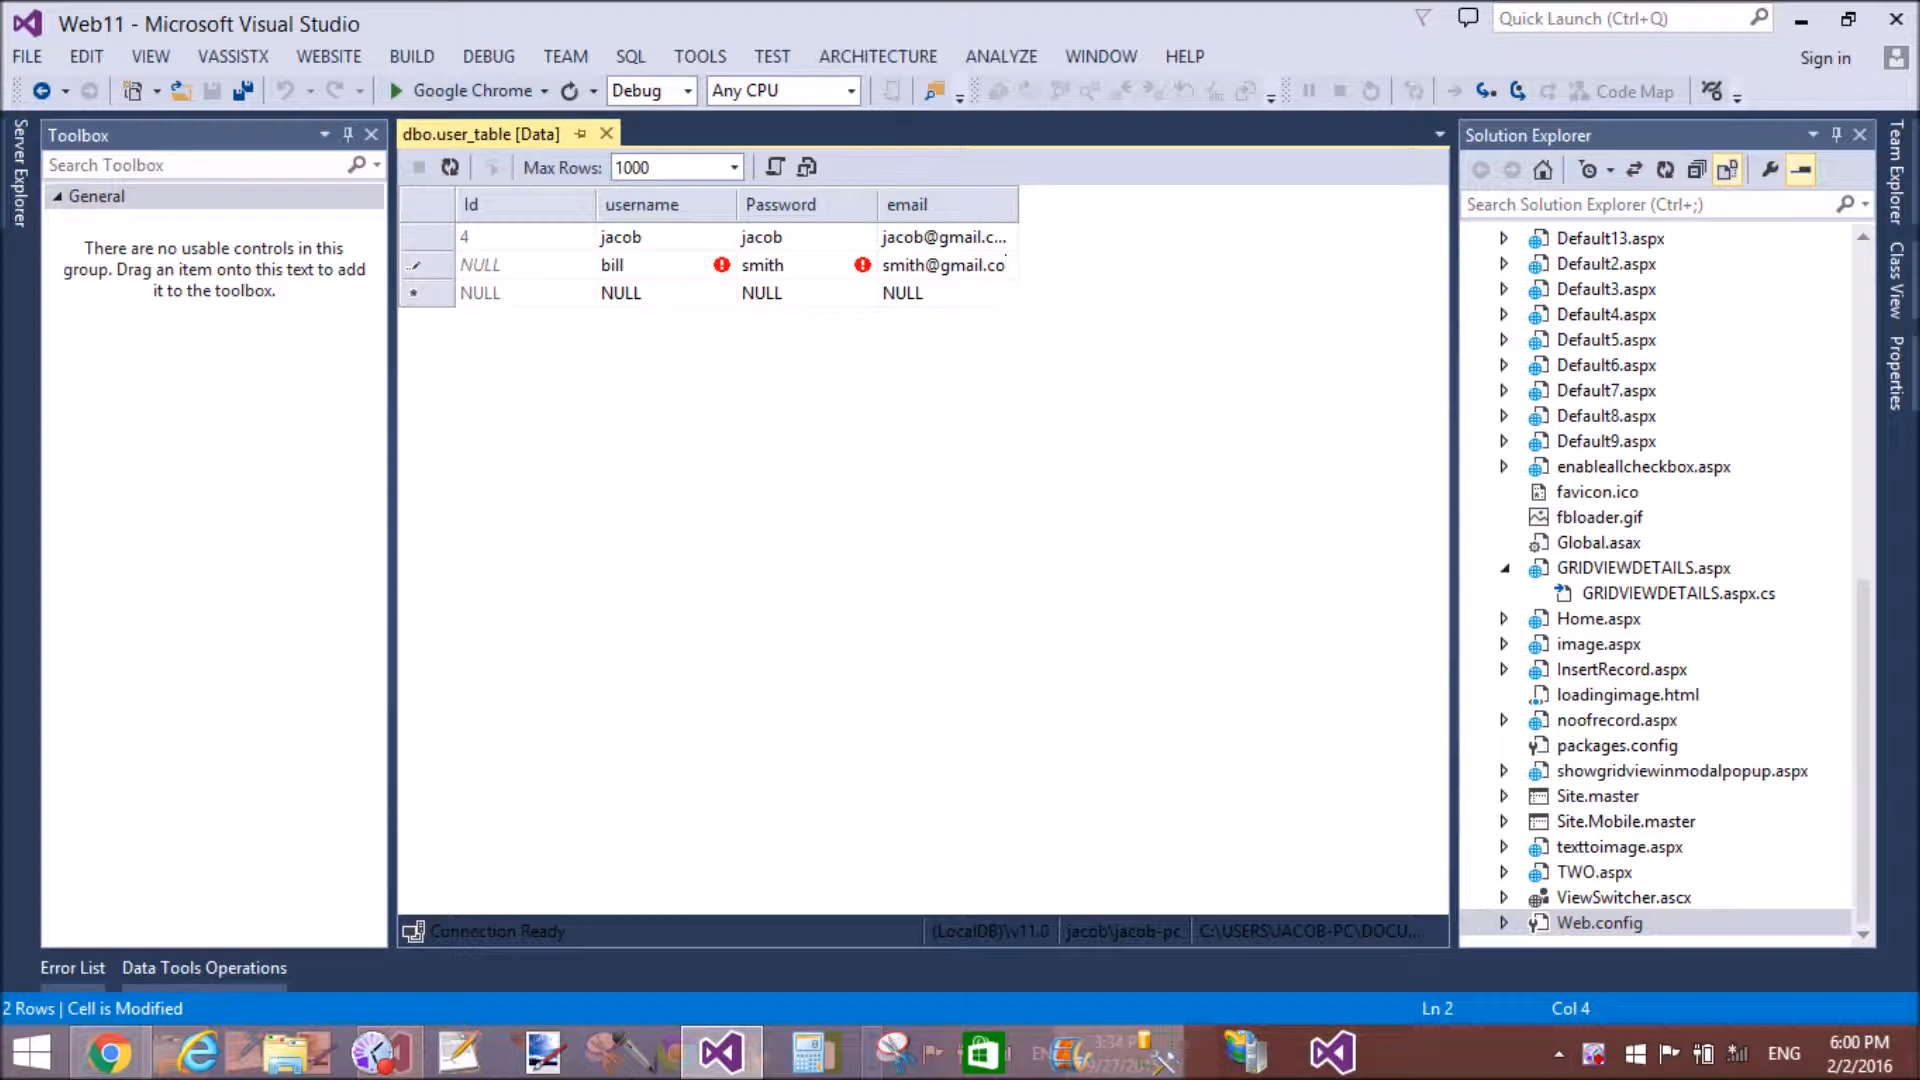 Web11 - Microsoft Visual Studio
Quick Launch (Ctrl+Q)
FILE EDIT VIEW VASSISTX WEBSITE BUILD DEBUG TEAM SQL TOOLS TEST ARCHITECTURE ANALYZE WINDOW HELP
Sign in
Google Chrome Debug Any CPU Code Map
Server Explorer
Toolbox
Search Toolbox
General
There are no usable controls in this
group. Drag an item onto this text to add
it to the toolbox.
dbo.user_table [Data]
Max Rows: 1000
Id username Password email
4 jacob jacob jacob@gmail.c...
NULL bill smith smith@gmail.co
NULL NULL NULL NULL
Connection Ready (LocalDB)\v11.0 jacob\jacob-pc C:\USERS\JACOB-PC\DOCU...
Solution Explorer
Search Solution Explorer (Ctrl+;)
Default13.aspx
Default2.aspx
Default3.aspx
Default4.aspx
Default5.aspx
Default6.aspx
Default7.aspx
Default8.aspx
Default9.aspx
enableallcheckbox.aspx
favicon.ico
fbloader.gif
Global.asax
GRIDVIEWDETAILS.aspx
GRIDVIEWDETAILS.aspx.cs
Home.aspx
image.aspx
InsertRecord.aspx
loadingimage.html
noofrecord.aspx
packages.config
showgridviewinmodalpopup.aspx
Site.master
Site.Mobile.master
texttoimage.aspx
TWO.aspx
ViewSwitcher.ascx
Web.config
Team Explorer
Class View
Properties
Error List Data Tools Operations
2 Rows | Cell is Modified Ln 2 Col 4
3:34 PM
ENG
6:00 PM
2/2/2016